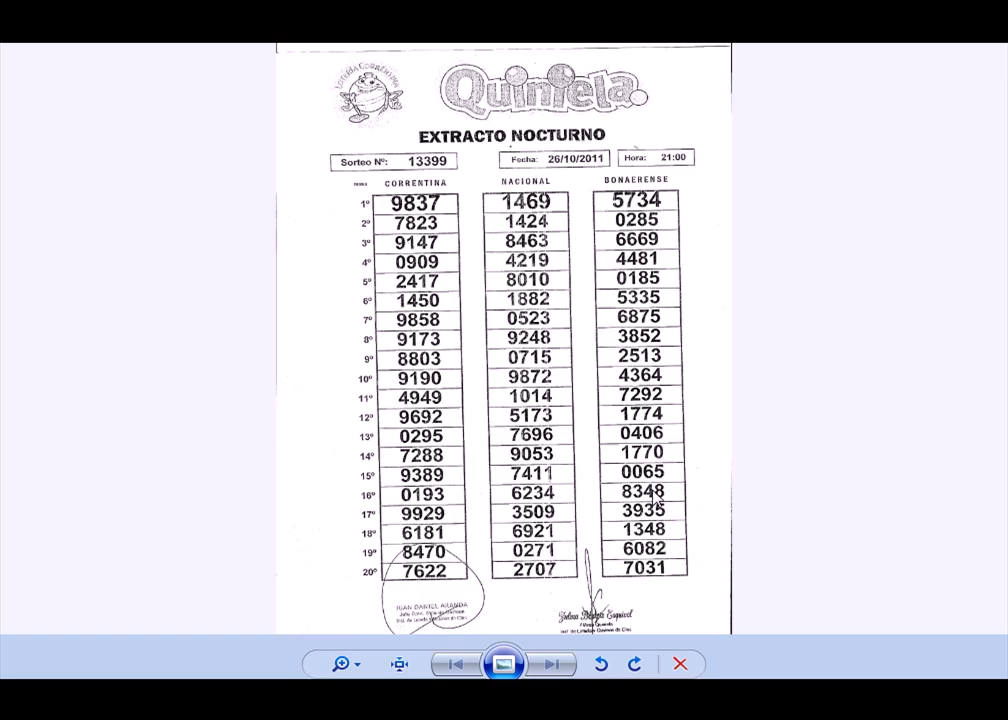 LOTERIA CORRENTINA
Quiniela
EXTRACTO NOCTURNO
Sorteo Nº: 13399 Fecha: 26/10/2011 Hora: 21:00
CORRENTINA NACIONAL BONAERENSE
1º 9837 1469 5734
2º 7823 1424 0285
3º 9147 8463 6669
4º 0909 4219 4481
5º 2417 8010 0185
6º 1450 1882 5335
7º 9858 0523 6875
8º 9173 9248 3852
9º 8803 0715 2513
10º 9190 9872 4364
11º 4949 1014 7292
12º 9692 5173 1774
13º 0295 7696 0406
14º 7288 9053 1770
15º 9389 7411 0065
16º 0193 6234 8348
17º 9929 3509 3935
18º 6181 6921 1348
19º 8470 0271 6082
20º 7622 2707 7031
JUAN DANIEL ARANDA
Esquivel